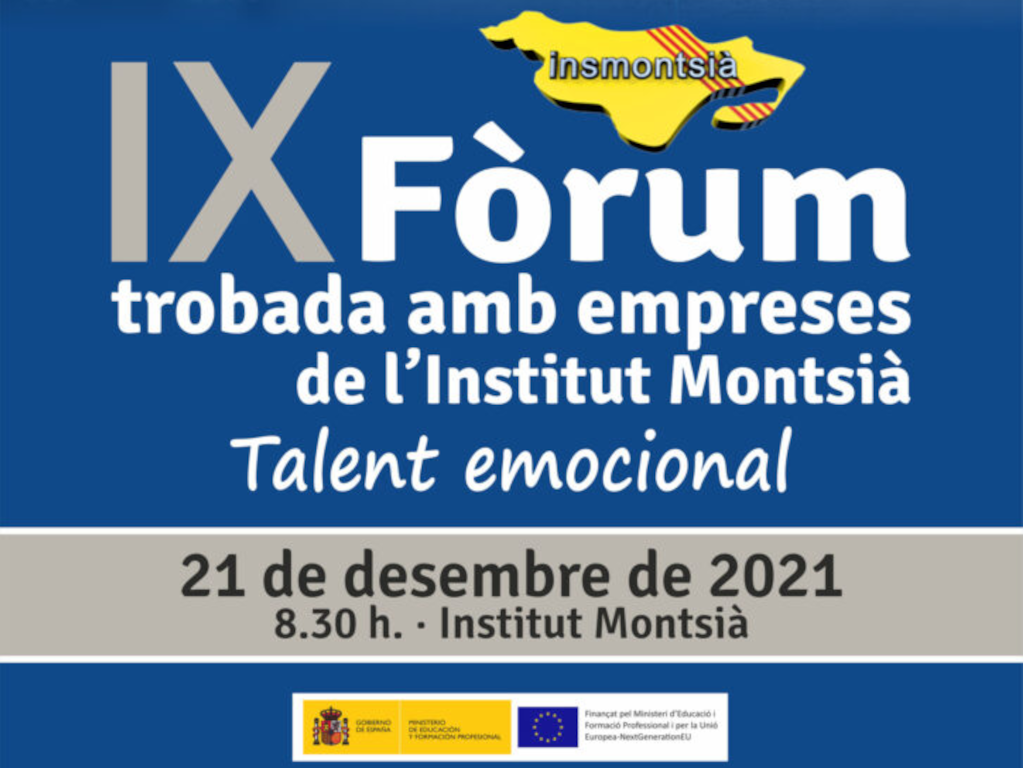 insmontsià
IX Fòrum
trobada amb empreses
de l'Institut Montsià
Talent emocional
21 de desembre de 2021
8.30 h. · Institut Montsià
GOBIERNO
DE ESPAÑA
MINISTERIO
DE EDUCACIÓN
Y FORMACIÓN PROFESIONAL
Finançat pel Ministeri d'Educació i
Formació Professional i per la Unió
Europea-NextGenerationEU